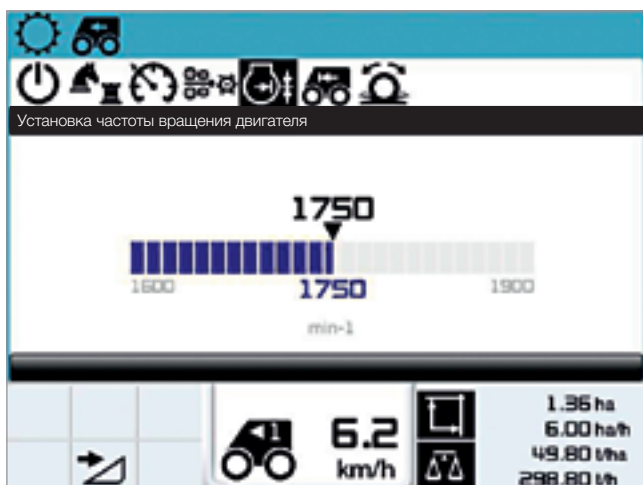 Установка частоты вращения двигателя
1750
1600 1750 1900
min-1
1
6.2
km/h
1.36 ha
6.00 ha/h
49.80 t/ha
298.80 t/h